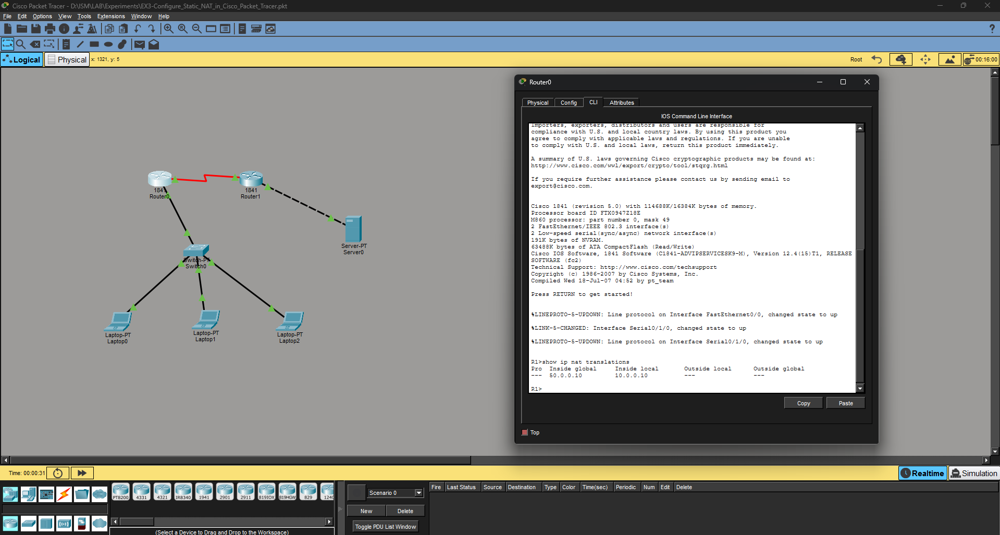 Cisco Packet Tracer - D:\ISM\LAB\Experiments\EX3-Configure_Static_NAT_in_Cisco_Packet_Tracer.pkt
File Edit Options View Tools Extensions Window Help
Logical Physical x: 1321, y: 5 Root 00:16:00
1841
Router0
1841
Router1
Server-PT
Server0
Switch-PT
Switch0
Laptop-PT
Laptop0
Laptop-PT
Laptop1
Laptop-PT
Laptop2
Router0
Physical Config CLI Attributes
IOS Command Line Interface
importers, exporters, distributors and users are responsible for
compliance with U.S. and local country laws. By using this product you
agree to comply with applicable laws and regulations. If you are unable
to comply with U.S. and local laws, return this product immediately.
A summary of U.S. laws governing Cisco cryptographic products may be found at:
http://www.cisco.com/wwl/export/crypto/tool/stqrg.html
If you require further assistance please contact us by sending email to
export@cisco.com.
Cisco 1841 (revision 5.0) with 114688K/16384K bytes of memory.
Processor board ID FTX0947Z18E
M860 processor: part number 0, mask 49
2 FastEthernet/IEEE 802.3 interface(s)
2 Low-speed serial(sync/async) network interface(s)
191K bytes of NVRAM.
63488K bytes of ATA CompactFlash (Read/Write)
Cisco IOS Software, 1841 Software (C1841-ADVIPSERVICESK9-M), Version 12.4(15)T1, RELEASE
SOFTWARE (fc2)
Technical Support: http://www.cisco.com/techsupport
Copyright (c) 1986-2007 by Cisco Systems, Inc.
Compiled Wed 18-Jul-07 04:52 by pt_team
Press RETURN to get started!
%LINEPROTO-5-UPDOWN: Line protocol on Interface FastEthernet0/0, changed state to up
%LINK-5-CHANGED: Interface Serial0/1/0, changed state to up
%LINEPROTO-5-UPDOWN: Line protocol on Interface Serial0/1/0, changed state to up
R1>show ip nat translations
Pro Inside global Inside local Outside local Outside global
--- 50.0.0.10 10.0.0.10 --- ---
R1>
Copy Paste
Top
Time: 00:00:31 Realtime Simulation
PT8200 4331 4321 IR8340 1941 2901 2911 819IOX 819HGW 829 1240
(Select a Device to Drag and Drop to the Workspace)
Scenario 0
New Delete
Toggle PDU List Window
Fire Last Status Source Destination Type Color Time(sec) Periodic Num Edit Delete